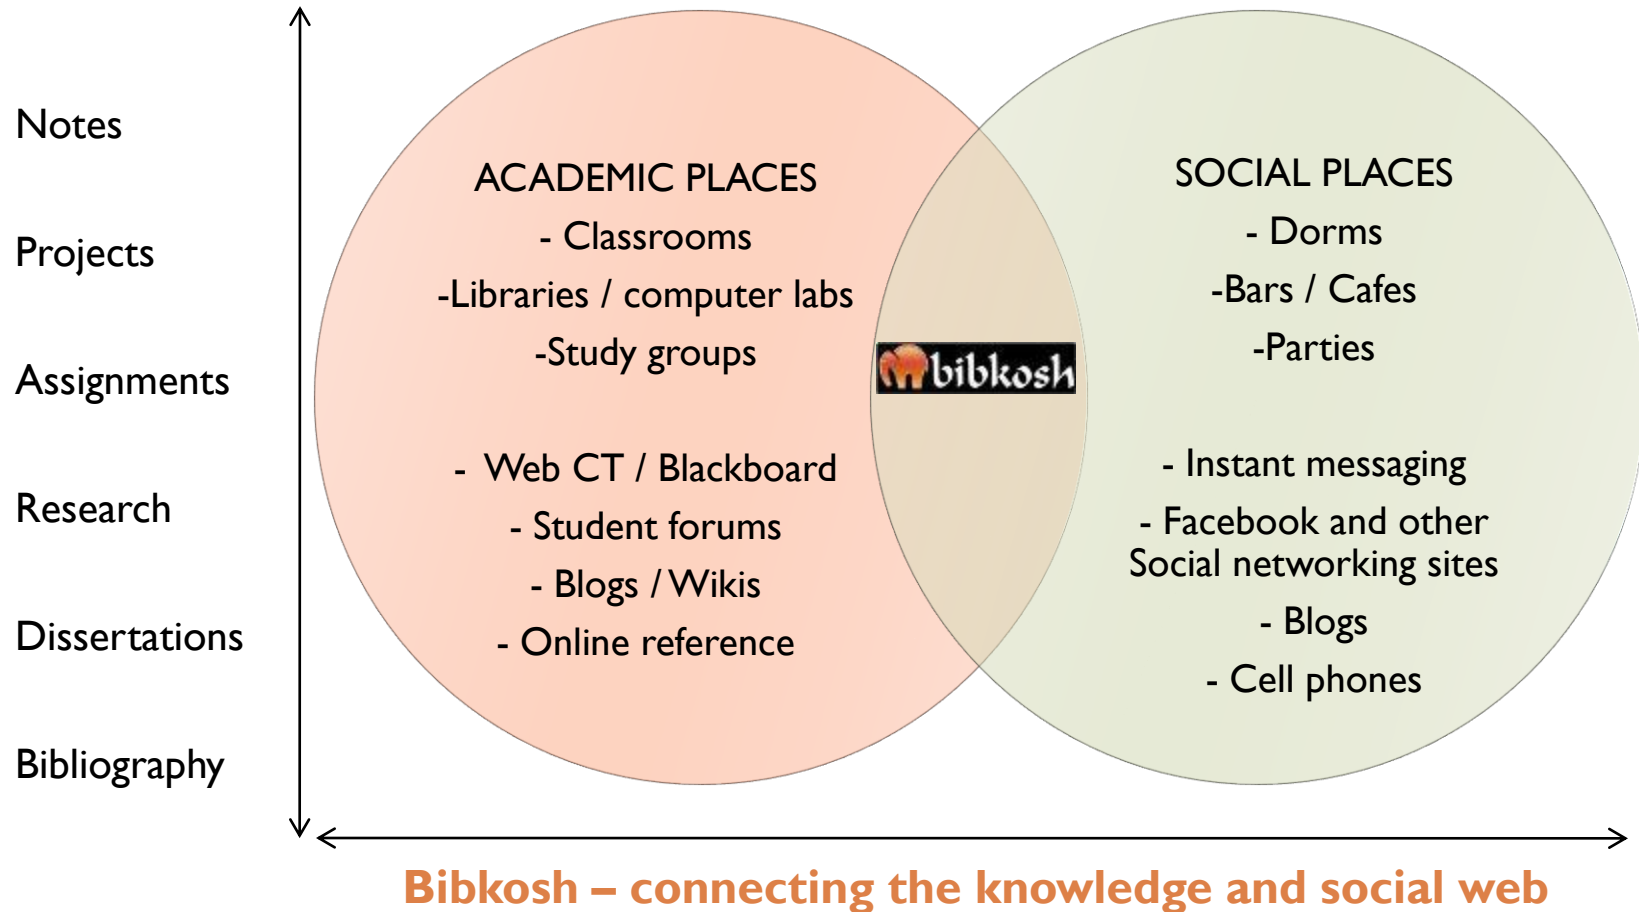 Notes
Projects
Assignments
Research
Dissertations
Bibliography
ACADEMIC PLACES
- Classrooms
-Libraries / computer labs
-Study groups
- Web CT / Blackboard
- Student forums
- Blogs / Wikis
- Online reference
bibkosh
SOCIAL PLACES
- Dorms
-Bars / Cafes
-Parties
- Instant messaging
- Facebook and other
Social networking sites
- Blogs
- Cell phones
Bibkosh – connecting the knowledge and social web